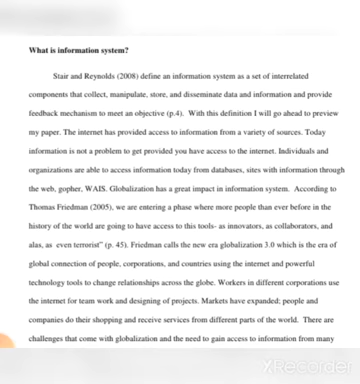 What is information system?
Stair and Reynolds (2008) define an information system as a set of interrelated
components that collect, manipulate, store, and disseminate data and information and provide
feedback mechanism to meet an objective (p.4). With this definition I will go ahead to preview
my paper. The internet has provided access to information from a variety of sources. Today
information is not a problem to get provided you have access to the internet. Individuals and
organizations are able to access information today from databases, sites with information through
the web, gopher, WAIS. Globalization has a great impact in information system. According to
Thomas Friedman (2005), we are entering a phase where more people than ever before in the
history of the world are going to have access to this tools- as innovators, as collaborators, and
alas, as even terrorist" (p. 45). Friedman calls the new era globalization 3.0 which is the era of
global connection of people, corporations, and countries using the internet and powerful
technology tools to change relationships across the globe. Workers in different corporations use
the internet for team work and designing of projects. Markets have expanded; people and
companies do their shopping and receive services from different parts of the world. There are
challenges that come with globalization and the need to gain access to information from many
XRecorder